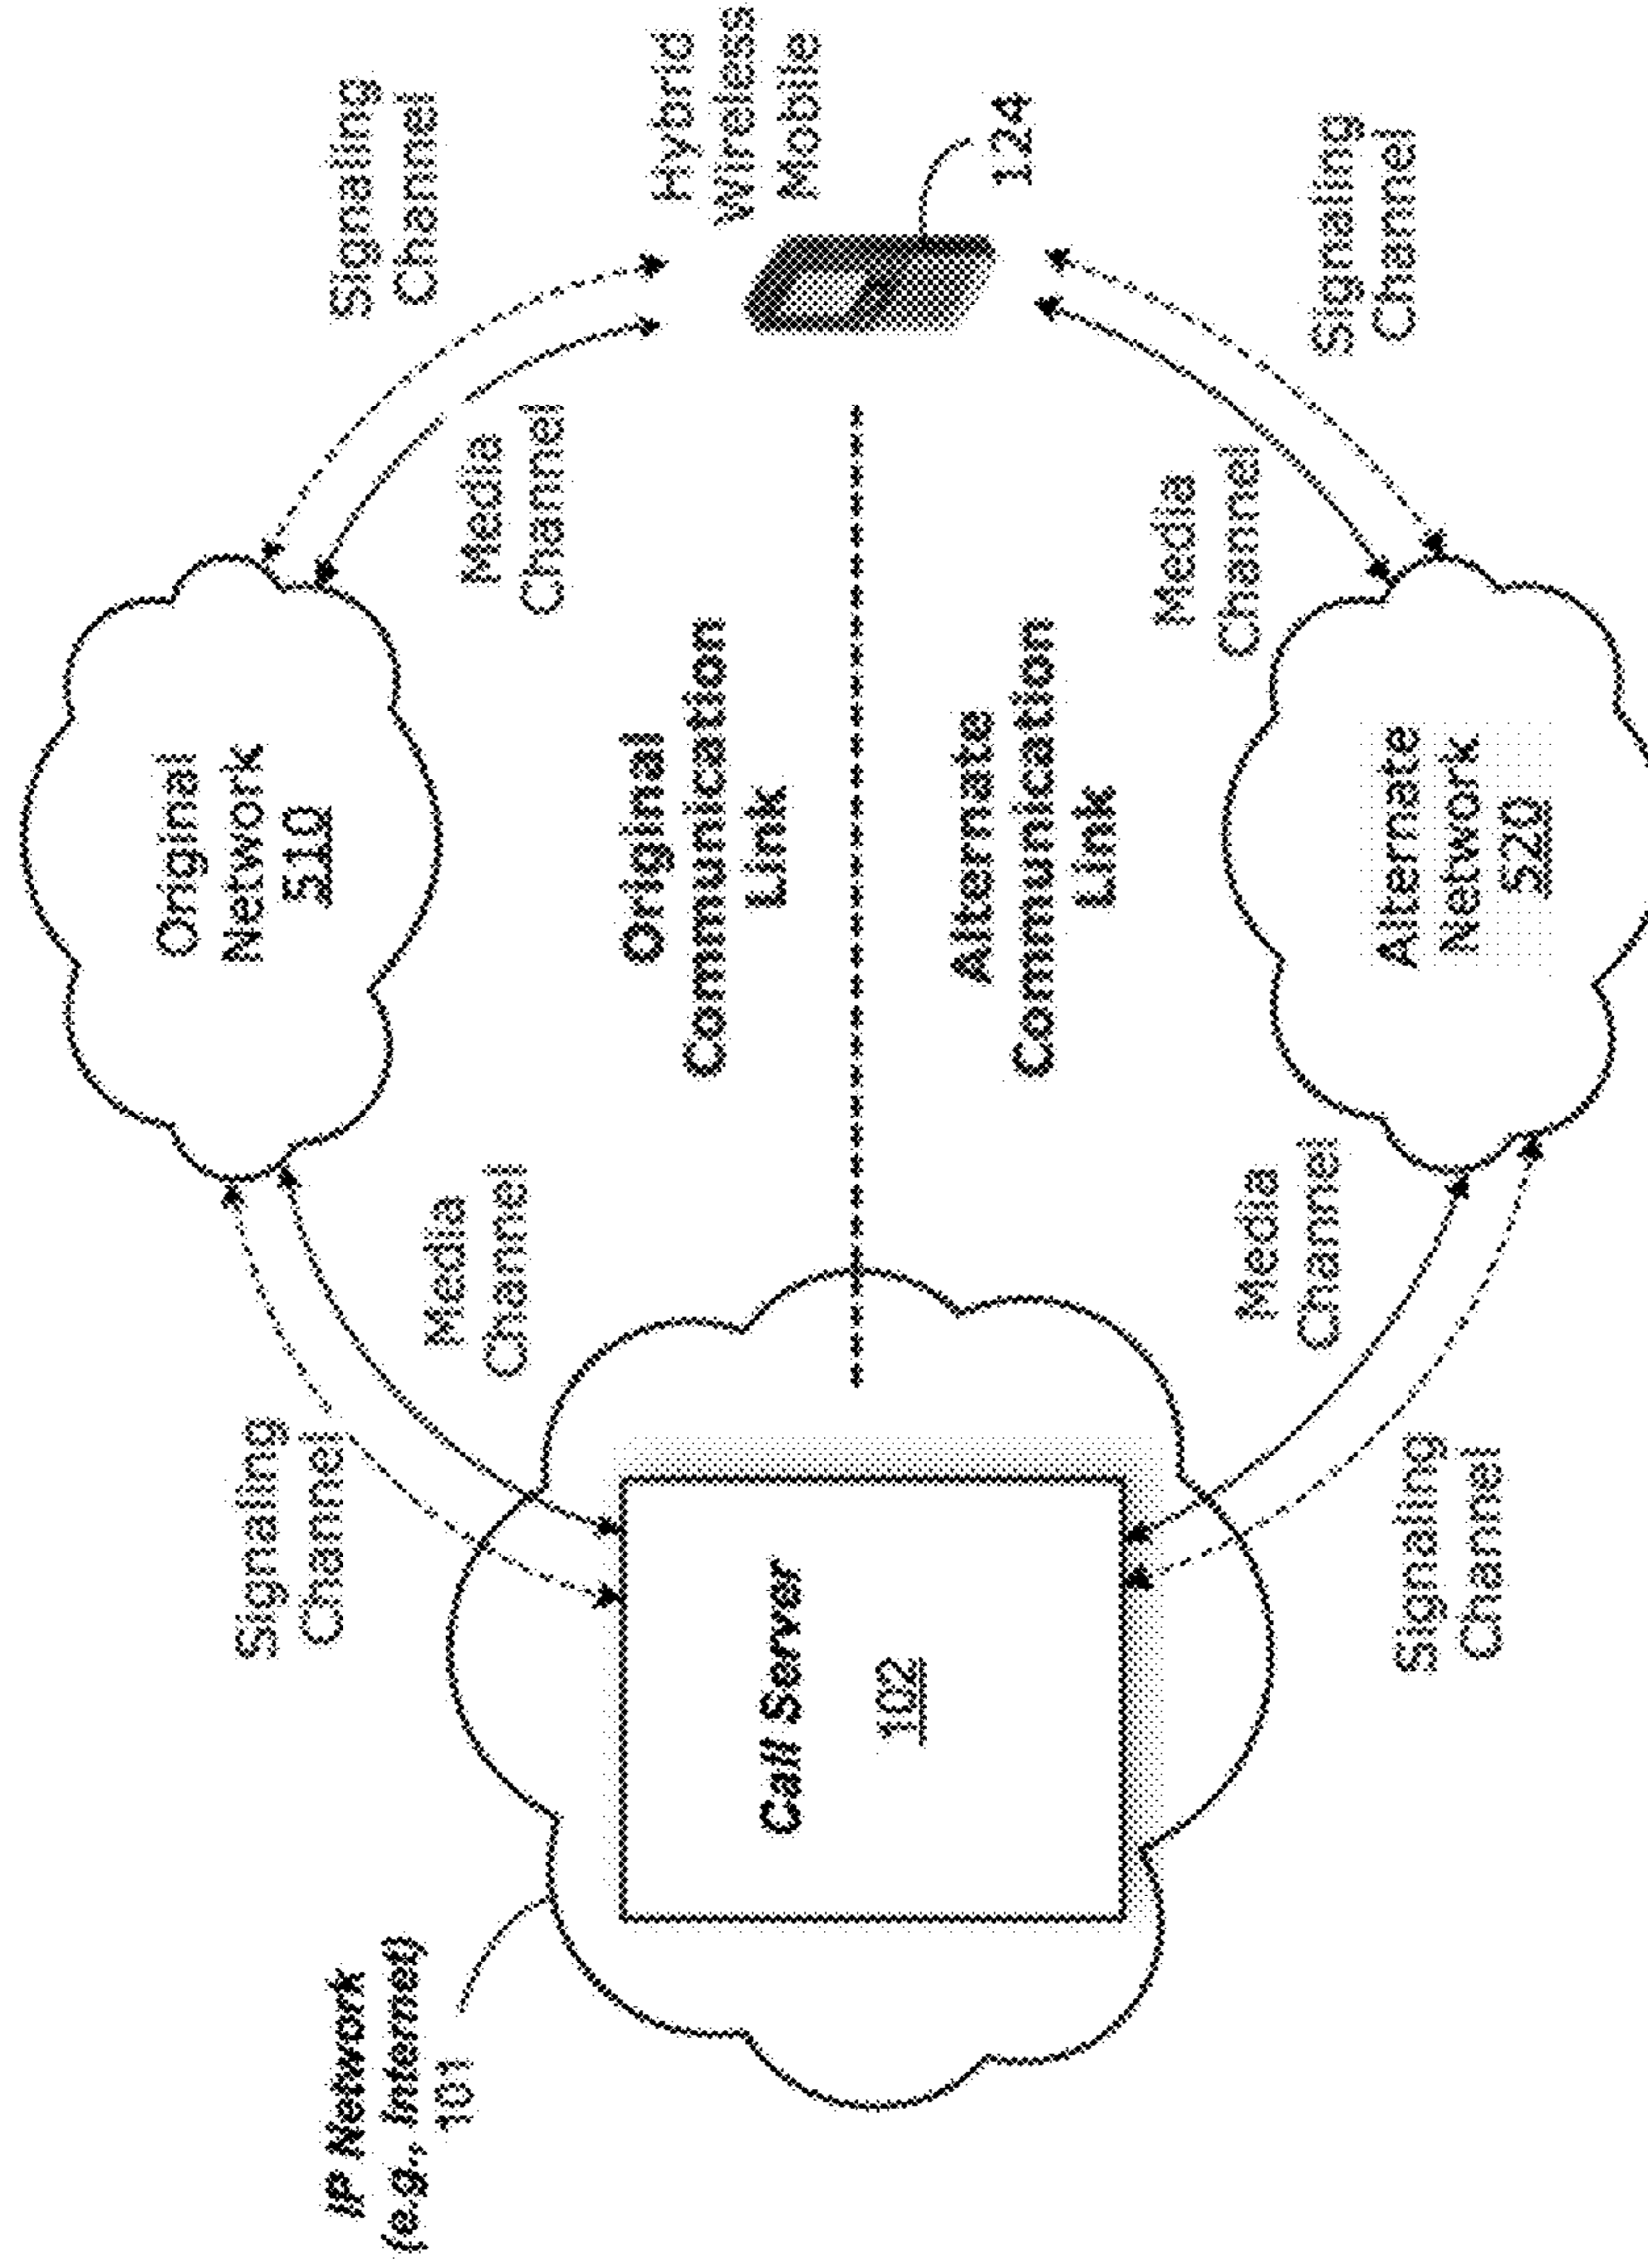 IP Network
(e.g., Internet)
101
Signaling
Channel
Media
Channel
Original
Network
510
Media
Channel
Signaling
Channel
Call Server
102
Original
Communication
Link
Alternate
Communication
Link
Hybrid
Wireless
Mobile
124
Signaling
Channel
Media
Channel
Alternate
Network
520
Media
Channel
Signaling
Channel